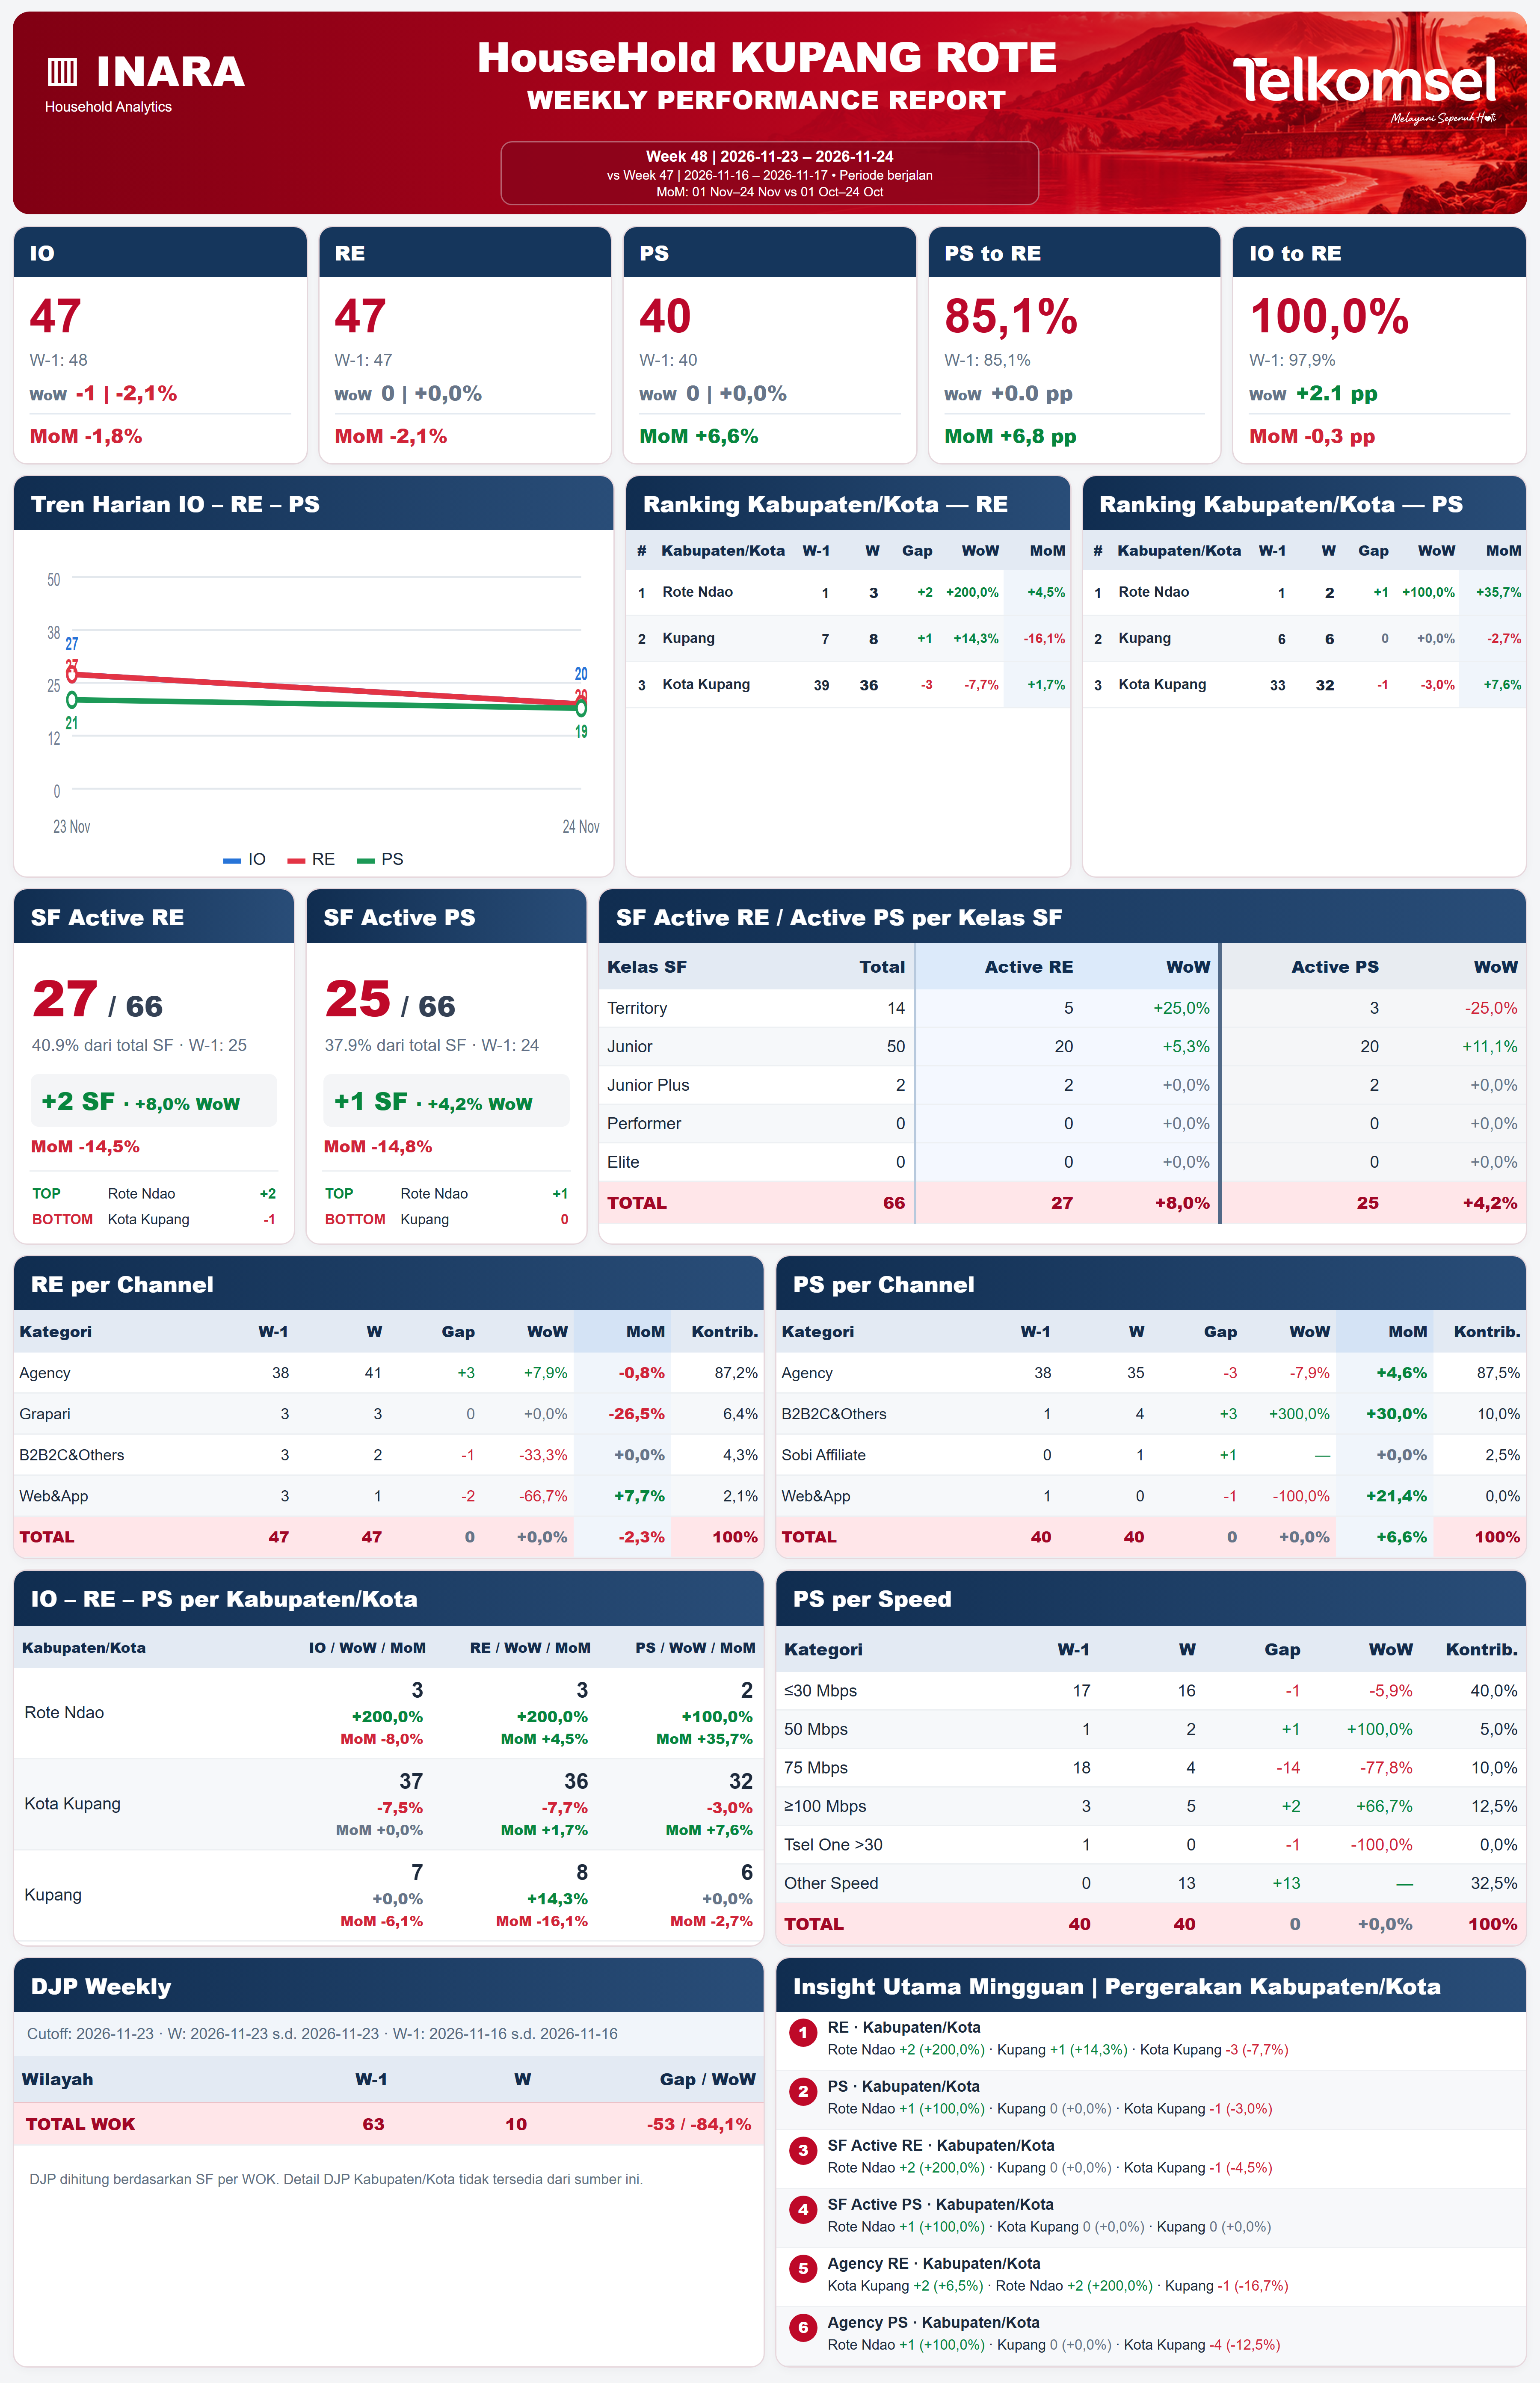 INARA
Household Analytics
HouseHold KUPANG ROTE
WEEKLY PERFORMANCE REPORT
Telkomsel
Melayani Sepenuh Hati
Week 48 | 2026-11-23 – 2026-11-24
vs Week 47 | 2026-11-16 – 2026-11-17 • Periode berjalan
MoM: 01 Nov–24 Nov vs 01 Oct–24 Oct
IO
47
W-1: 48
WoW -1 | -2,1%
MoM -1,8%
RE
47
W-1: 47
WoW 0 | +0,0%
MoM -2,1%
PS
40
W-1: 40
WoW 0 | +0,0%
MoM +6,6%
PS to RE
85,1%
W-1: 85,1%
WoW +0.0 pp
MoM +6,8 pp
IO to RE
100,0%
W-1: 97,9%
WoW +2.1 pp
MoM -0,3 pp
Tren Harian IO – RE – PS
50
38
25
12
0
27
27
21
20
20
19
23 Nov
24 Nov
IO RE PS
Ranking Kabupaten/Kota — RE
# Kabupaten/Kota W-1 W Gap WoW MoM
1 Rote Ndao 1 3 +2 +200,0% +4,5%
2 Kupang 7 8 +1 +14,3% -16,1%
3 Kota Kupang 39 36 -3 -7,7% +1,7%
Ranking Kabupaten/Kota — PS
# Kabupaten/Kota W-1 W Gap WoW MoM
1 Rote Ndao 1 2 +1 +100,0% +35,7%
2 Kupang 6 6 0 +0,0% -2,7%
3 Kota Kupang 33 32 -1 -3,0% +7,6%
SF Active RE
27 / 66
40.9% dari total SF · W-1: 25
+2 SF · +8,0% WoW
MoM -14,5%
TOP Rote Ndao +2
BOTTOM Kota Kupang -1
SF Active PS
25 / 66
37.9% dari total SF · W-1: 24
+1 SF · +4,2% WoW
MoM -14,8%
TOP Rote Ndao +1
BOTTOM Kupang 0
SF Active RE / Active PS per Kelas SF
Kelas SF Total Active RE WoW Active PS WoW
Territory 14 5 +25,0% 3 -25,0%
Junior 50 20 +5,3% 20 +11,1%
Junior Plus 2 2 +0,0% 2 +0,0%
Performer 0 0 +0,0% 0 +0,0%
Elite 0 0 +0,0% 0 +0,0%
TOTAL 66 27 +8,0% 25 +4,2%
RE per Channel
Kategori W-1 W Gap WoW MoM Kontrib.
Agency 38 41 +3 +7,9% -0,8% 87,2%
Grapari 3 3 0 +0,0% -26,5% 6,4%
B2B2C&Others 3 2 -1 -33,3% +0,0% 4,3%
Web&App 3 1 -2 -66,7% +7,7% 2,1%
TOTAL 47 47 0 +0,0% -2,3% 100%
PS per Channel
Kategori W-1 W Gap WoW MoM Kontrib.
Agency 38 35 -3 -7,9% +4,6% 87,5%
B2B2C&Others 1 4 +3 +300,0% +30,0% 10,0%
Sobi Affiliate 0 1 +1 — +0,0% 2,5%
Web&App 1 0 -1 -100,0% +21,4% 0,0%
TOTAL 40 40 0 +0,0% +6,6% 100%
IO – RE – PS per Kabupaten/Kota
Kabupaten/Kota IO / WoW / MoM RE / WoW / MoM PS / WoW / MoM
3 3 2
Rote Ndao +200,0% +200,0% +100,0%
MoM -8,0% MoM +4,5% MoM +35,7%
37 36 32
Kota Kupang -7,5% -7,7% -3,0%
MoM +0,0% MoM +1,7% MoM +7,6%
7 8 6
Kupang +0,0% +14,3% +0,0%
MoM -6,1% MoM -16,1% MoM -2,7%
PS per Speed
Kategori W-1 W Gap WoW Kontrib.
≤30 Mbps 17 16 -1 -5,9% 40,0%
50 Mbps 1 2 +1 +100,0% 5,0%
75 Mbps 18 4 -14 -77,8% 10,0%
≥100 Mbps 3 5 +2 +66,7% 12,5%
Tsel One >30 1 0 -1 -100,0% 0,0%
Other Speed 0 13 +13 — 32,5%
TOTAL 40 40 0 +0,0% 100%
DJP Weekly
Cutoff: 2026-11-23 · W: 2026-11-23 s.d. 2026-11-23 · W-1: 2026-11-16 s.d. 2026-11-16
Wilayah W-1 W Gap / WoW
TOTAL WOK 63 10 -53 / -84,1%
DJP dihitung berdasarkan SF per WOK. Detail DJP Kabupaten/Kota tidak tersedia dari sumber ini.
Insight Utama Mingguan | Pergerakan Kabupaten/Kota
1 RE · Kabupaten/Kota
Rote Ndao +2 (+200,0%) · Kupang +1 (+14,3%) · Kota Kupang -3 (-7,7%)
2 PS · Kabupaten/Kota
Rote Ndao +1 (+100,0%) · Kupang 0 (+0,0%) · Kota Kupang -1 (-3,0%)
3 SF Active RE · Kabupaten/Kota
Rote Ndao +2 (+200,0%) · Kupang 0 (+0,0%) · Kota Kupang -1 (-4,5%)
4 SF Active PS · Kabupaten/Kota
Rote Ndao +1 (+100,0%) · Kota Kupang 0 (+0,0%) · Kupang 0 (+0,0%)
5 Agency RE · Kabupaten/Kota
Kota Kupang +2 (+6,5%) · Rote Ndao +2 (+200,0%) · Kupang -1 (-16,7%)
6 Agency PS · Kabupaten/Kota
Rote Ndao +1 (+100,0%) · Kupang 0 (+0,0%) · Kota Kupang -4 (-12,5%)